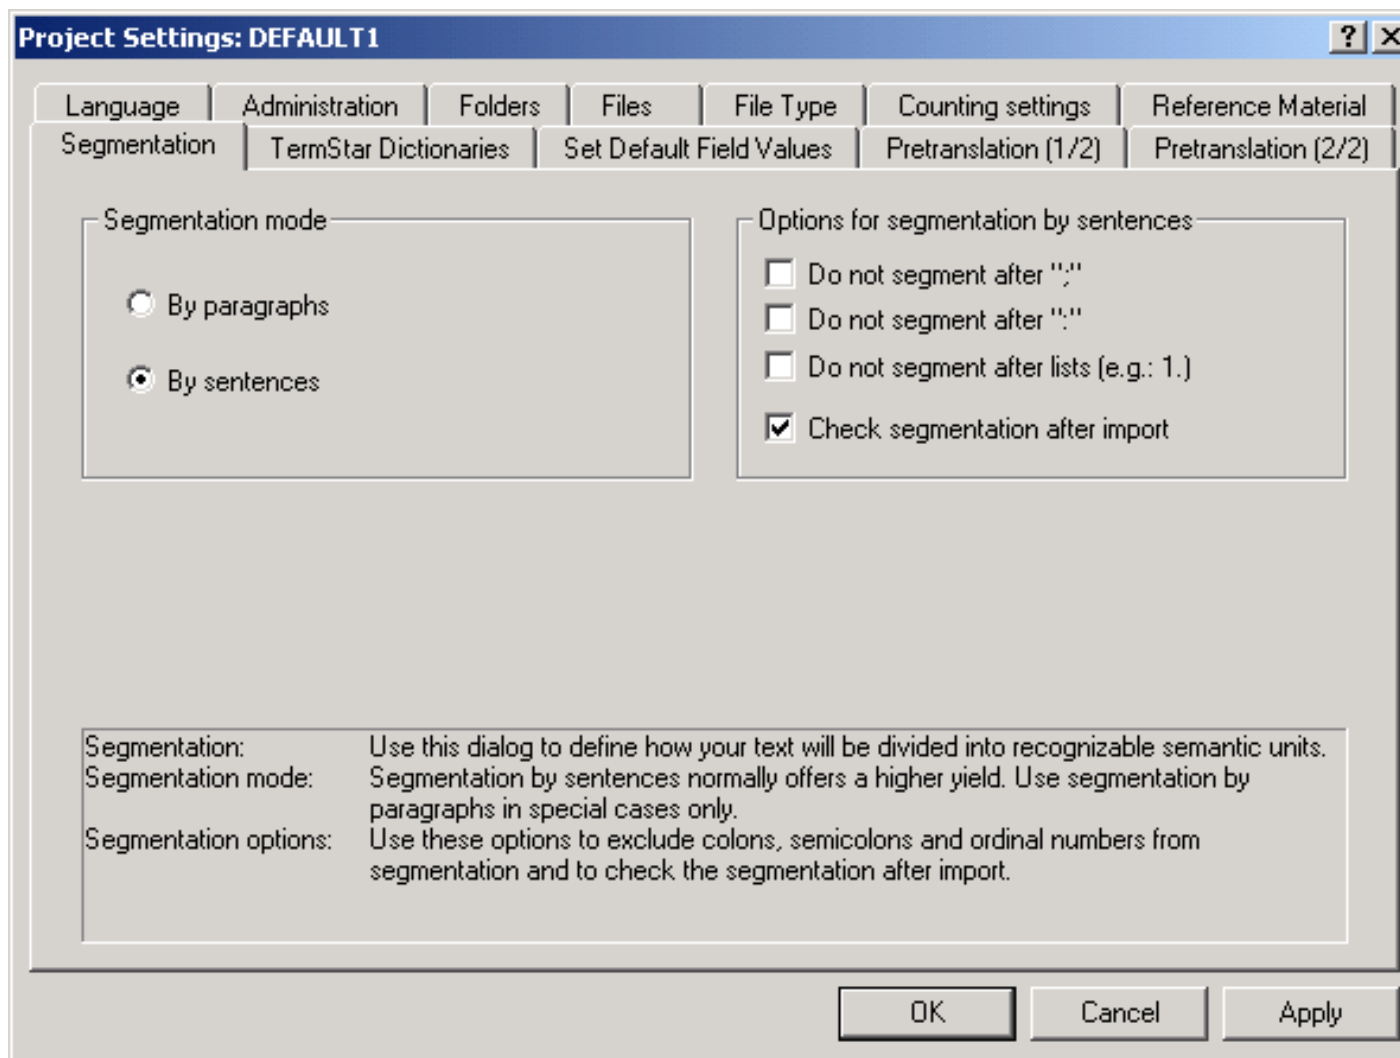 Project Settings: DEFAULT1
Language Administration Folders Files File Type Counting settings Reference Material
Segmentation TermStar Dictionaries Set Default Field Values Pretranslation (1/2) Pretranslation (2/2)
Segmentation mode
By paragraphs
By sentences
Options for segmentation by sentences
Do not segment after ";"
Do not segment after ":"
Do not segment after lists (e.g.: 1.)
Check segmentation after import
Segmentation: Use this dialog to define how your text will be divided into recognizable semantic units.
Segmentation mode: Segmentation by sentences normally offers a higher yield. Use segmentation by
paragraphs in special cases only.
Segmentation options: Use these options to exclude colons, semicolons and ordinal numbers from
segmentation and to check the segmentation after import.
OK Cancel Apply